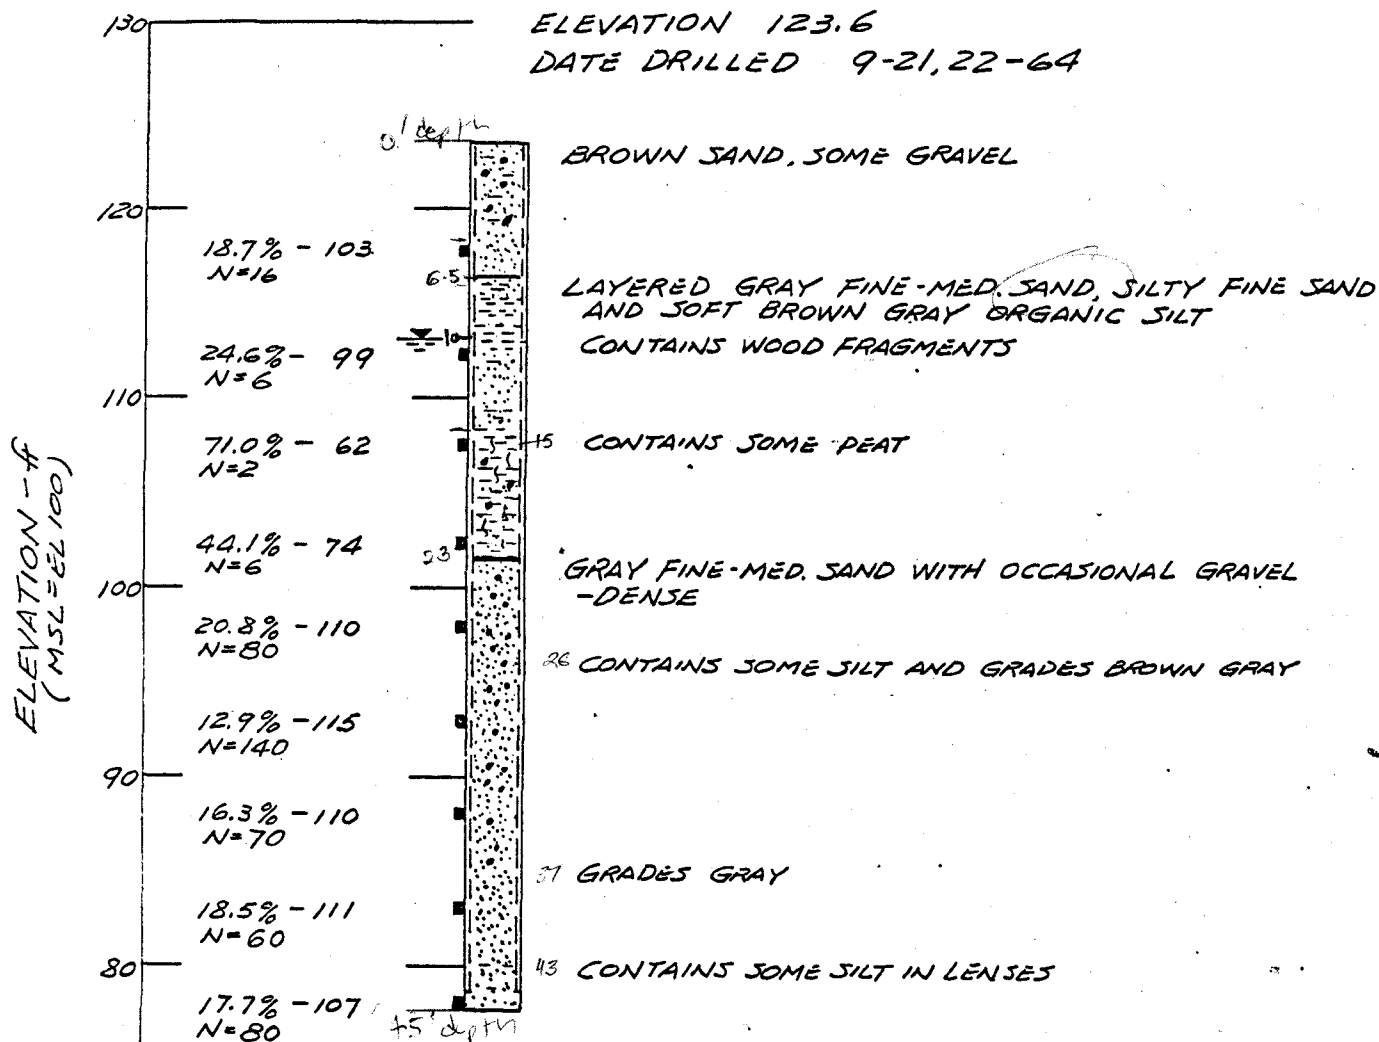 130
ELEVATION 123.6
DATE DRILLED 9-21, 22-64
0' depth
BROWN SAND, SOME GRAVEL
120
18.7% - 103
N=16
6.5
LAYERED GRAY FINE-MED. SAND, SILTY FINE SAND
AND SOFT BROWN GRAY ORGANIC SILT
10
CONTAINS WOOD FRAGMENTS
24.6% - 99
N=6
110
71.0% - 62
N=2
15
CONTAINS SOME PEAT
ELEVATION - ft
(MSL = EL 100)
44.1% - 74
N=6
23
GRAY FINE-MED. SAND WITH OCCASIONAL GRAVEL
-DENSE
100
20.8% - 110
N=80
26
CONTAINS SOME SILT AND GRADES BROWN GRAY
12.9% - 115
N=140
90
16.3% - 110
N=70
37
GRADES GRAY
18.5% - 111
N=60
80
43
CONTAINS SOME SILT IN LENSES
17.7% - 107
N=80
45' depth